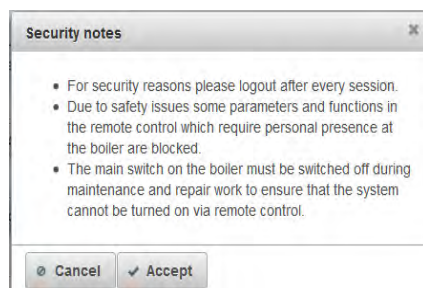 Security notes
• For security reasons please logout after every session.
• Due to safety issues some parameters and functions in
the remote control which require personal presence at
the boiler are blocked.
• The main switch on the boiler must be switched off during
maintenance and repair work to ensure that the system
cannot be turned on via remote control.
Cancel
Accept